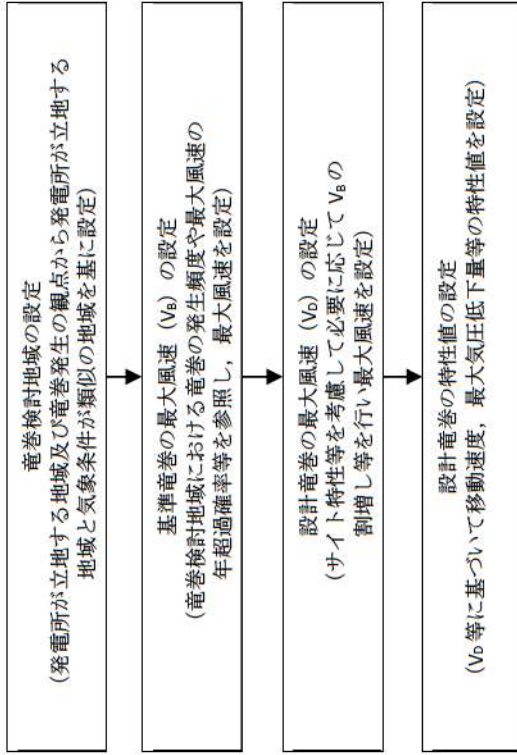 竜巻検討地域の設定
(発電所が立地する地域及び竜巻発生の観点から発電所が立地する
地域と気象条件が類似の地域を基に設定)
基準竜巻の最大風速（VB）の設定
(竜巻検討地域における竜巻の発生頻度や最大風速の
年超過確率等を参照し，最大風速を設定)
設計竜巻の最大風速（VD）の設定
(サイト特性等を考慮して必要に応じて VB の
割増し等を行い最大風速を設定)
設計竜巻の特性値の設定
(VD 等に基づいて移動速度，最大気圧低下量等の特性値を設定)